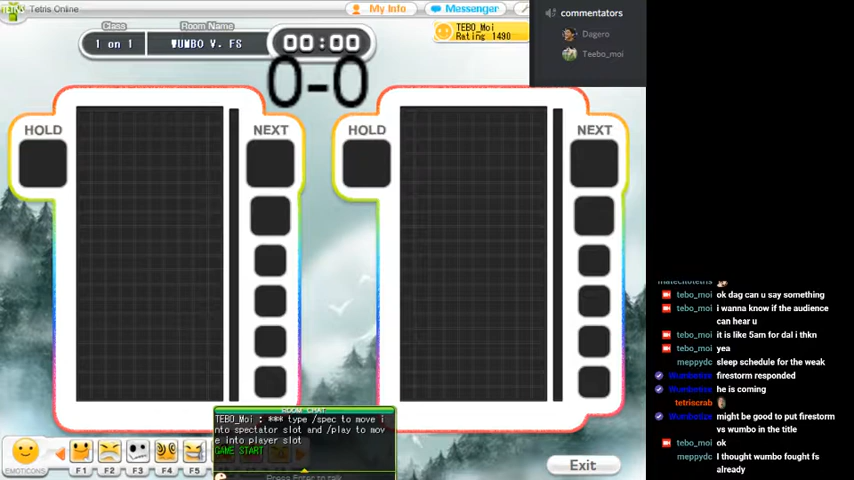 TETRIS
Tetris Online
My Info
Messenger
Class
Room Name
1 on 1
WUMBO V. FS
00:00
TEBO_Moi
Rating 1490
0-0
HOLD
NEXT
HOLD
NEXT
commentators
Dagero
Teebo_moi
tebo_moi ok dag can u say something
tebo_moi i wanna know if the audience
can hear u
tebo_moi it is like 5am for dal i thkn
tebo_moi yea
meppydc sleep schedule for the weak
Wumbotize firestorm responded
Wumbotize he is coming
tetriscrab
Wumbotize might be good to put firestorm
vs wumbo in the title
tebo_moi ok
meppydc I thought wumbo fought fs
already
ROOM CHAT
TEBO_Moi : *** type /spec to move i
nto spectator slot and /play to mov
e into player slot
GAME START
Press Enter to talk
EMOTICONS
F1
F2
F3
F4
F5
Exit